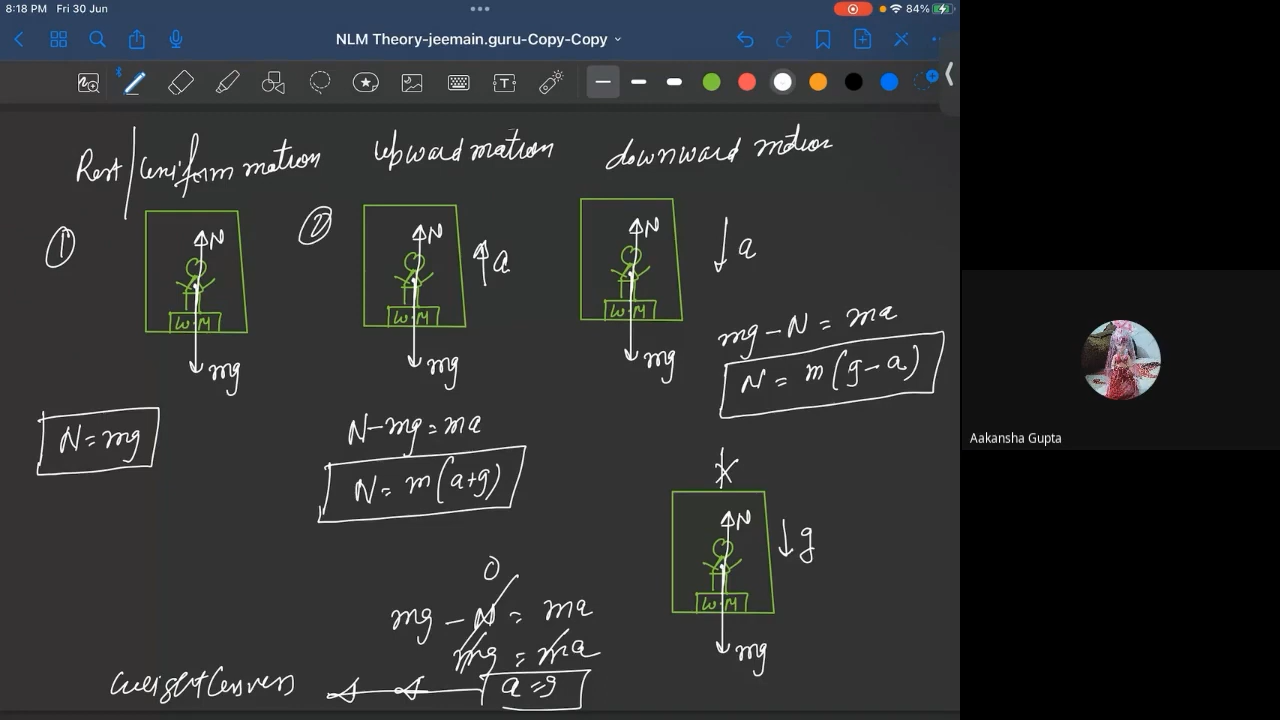 8:18 PM Fri 30 Jun
84%
NLM Theory-jeemain.guru-Copy-Copy
T
Rest/Uniform motion
upward motion
downward motion
①
②
N
N
N
a
a
W.M
W.M
W.M
mg
mg
mg
mg - N = ma
N = m(g-a)
N = mg
N-mg = ma
N = m(a+g)
N
g
W.M
mg
0
mg - N = ma
mg = ma
a = g
Aakansha Gupta